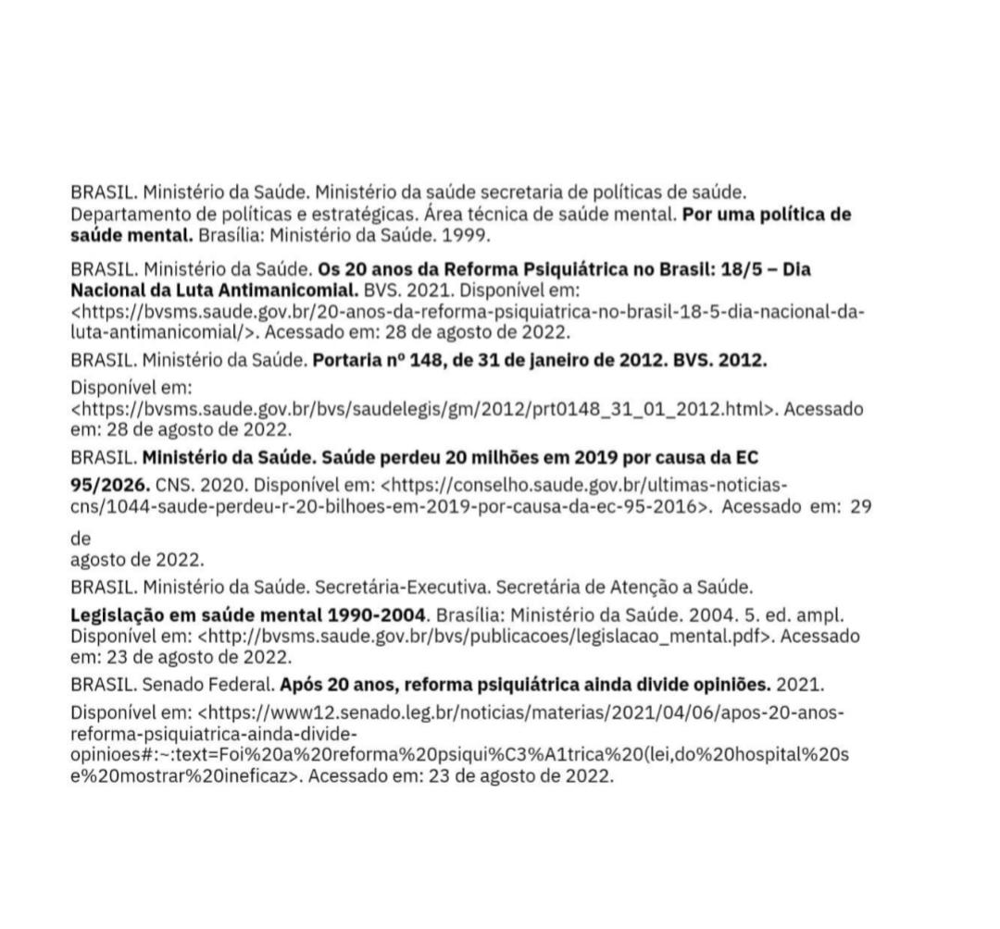 BRASIL. Ministério da Saúde. Ministério da saúde secretaria de políticas de saúde.
Departamento de políticas e estratégicas. Área técnica de saúde mental. Por uma política de
saúde mental. Brasília: Ministério da Saúde. 1999.
BRASIL. Ministério da Saúde. Os 20 anos da Reforma Psiquiátrica no Brasil: 18/5 – Dia
Nacional da Luta Antimanicomial. BVS. 2021. Disponível em:
<https://bvsms.saude.gov.br/20-anos-da-reforma-psiquiatrica-no-brasil-18-5-dia-nacional-da-
luta-antimanicomial/>. Acessado em: 28 de agosto de 2022.
BRASIL. Ministério da Saúde. Portaria nº 148, de 31 de janeiro de 2012. BVS. 2012.
Disponível em:
<https://bvsms.saude.gov.br/bvs/saudelegis/gm/2012/prt0148_31_01_2012.html>. Acessado
em: 28 de agosto de 2022.
BRASIL. Ministério da Saúde. Saúde perdeu 20 milhões em 2019 por causa da EC
95/2026. CNS. 2020. Disponível em: <https://conselho.saude.gov.br/ultimas-noticias-
cns/1044-saude-perdeu-r-20-bilhoes-em-2019-por-causa-da-ec-95-2016>. Acessado em: 29
de
agosto de 2022.
BRASIL. Ministério da Saúde. Secretária-Executiva. Secretária de Atenção a Saúde.
Legislação em saúde mental 1990-2004. Brasília: Ministério da Saúde. 2004. 5. ed. ampl.
Disponível em: <http://bvsms.saude.gov.br/bvs/publicacoes/legislacao_mental.pdf>. Acessado
em: 23 de agosto de 2022.
BRASIL. Senado Federal. Após 20 anos, reforma psiquiátrica ainda divide opiniões. 2021.
Disponível em: <https://www12.senado.leg.br/noticias/materias/2021/04/06/apos-20-anos-
reforma-psiquiatrica-ainda-divide-
opinioes#:~:text=Foi%20a%20reforma%20psiqui%C3%A1trica%20(lei,do%20hospital%20s
e%20mostrar%20ineficaz>. Acessado em: 23 de agosto de 2022.